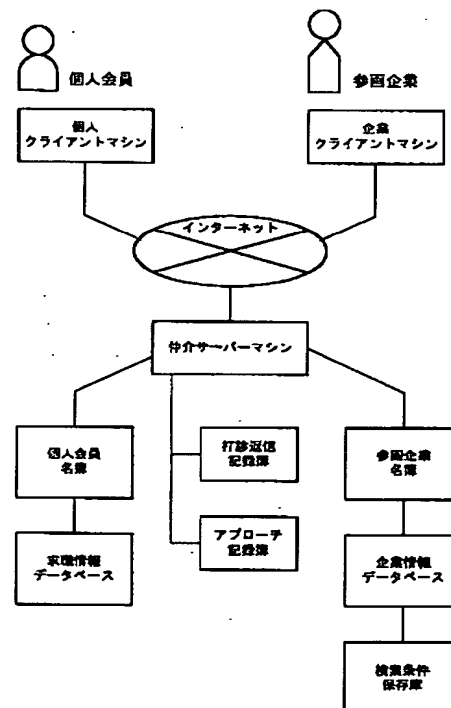 個人会員
参画企業
個人
クライアントマシン
企業
クライアントマシン
インターネット
仲介サーバーマシン
個人会員
名簿
打診返信
記録簿
参画企業
名簿
求職情報
データベース
アプローチ
記録簿
企業情報
データベース
検索条件
保存庫